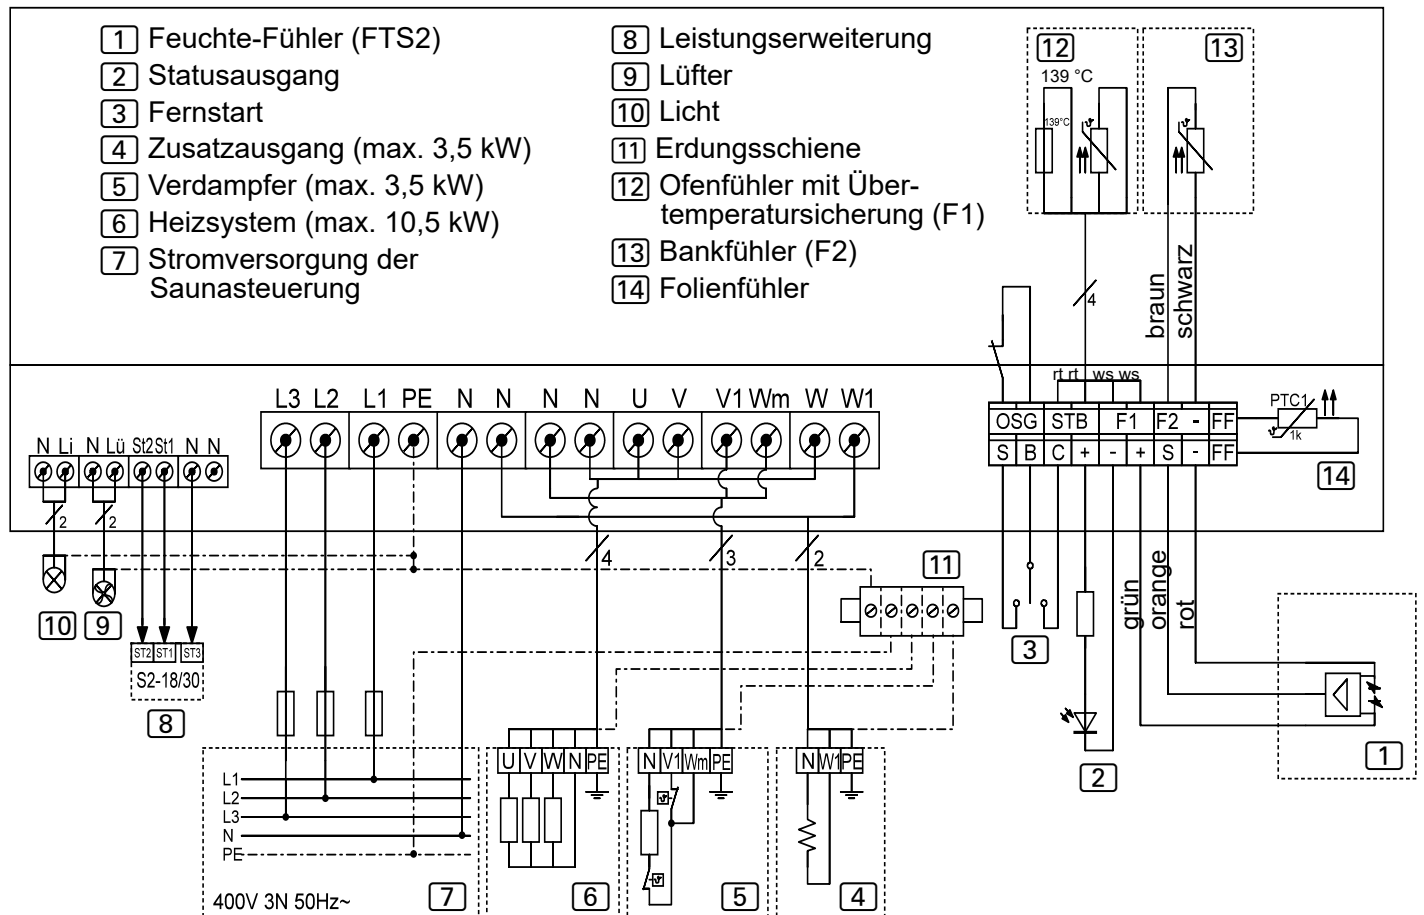 1 Feuchte-Fühler (FTS2)
2 Statusausgang
3 Fernstart
4 Zusatzausgang (max. 3,5 kW)
5 Verdampfer (max. 3,5 kW)
6 Heizsystem (max. 10,5 kW)
7 Stromversorgung der
Saunasteuerung
8 Leistungserweiterung
9 Lüfter
10 Licht
11 Erdungsschiene
12 Ofenfühler mit Über-
temperatursicherung (F1)
13 Bankfühler (F2)
14 Folienfühler
12
139 °C
139°C
13
4
braun
schwarz
rt rt ws ws
OSG STB F1 F2 - FF
S B C + - + S - FF
PTC1
1k
14
L3 L2 L1 PE N N N N U V V1 Wm W W1
N Li N Lü St2 St1 N N
2 2
4 3 2
10 9
ST2 ST1 ST3
S2-18/30
8
11
3
grün
orange
rot
2
1
L1
L2
L3
N
PE
400V 3N 50Hz~
7
U V W N PE
6
N V1 Wm PE
5
N W1 PE
4